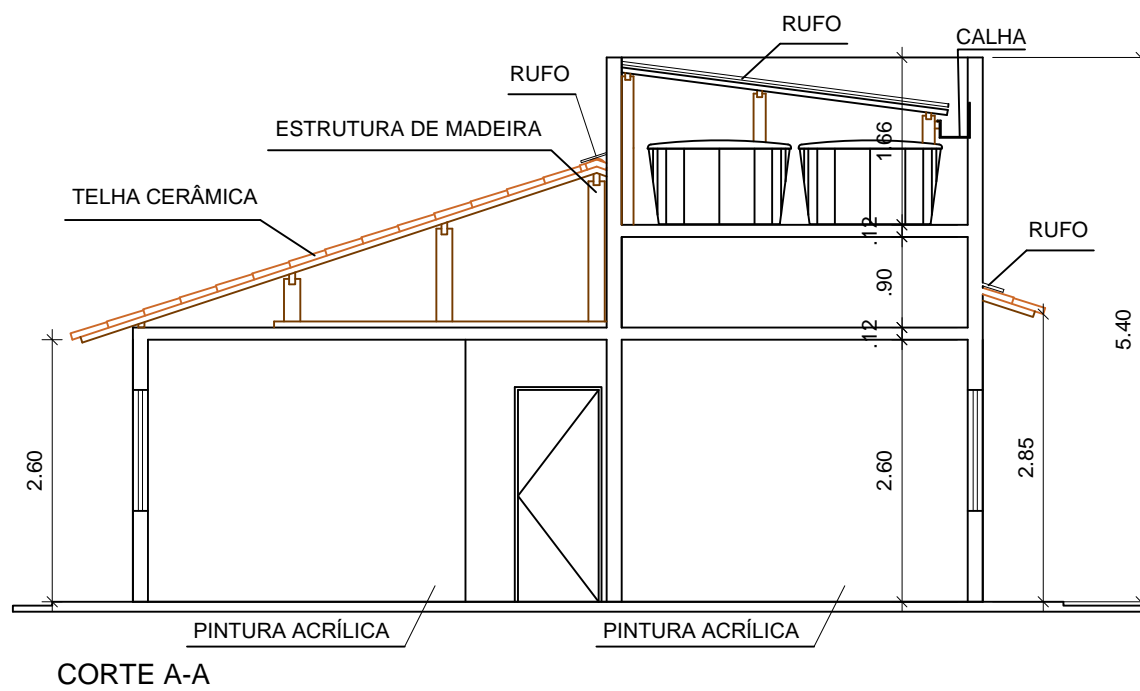 RUFO
CALHA
RUFO
ESTRUTURA DE MADEIRA
1.66
TELHA CERÂMICA
.12
RUFO
.90
.12
5.40
2.60
2.60
2.85
PINTURA ACRÍLICA
PINTURA ACRÍLICA
CORTE A-A